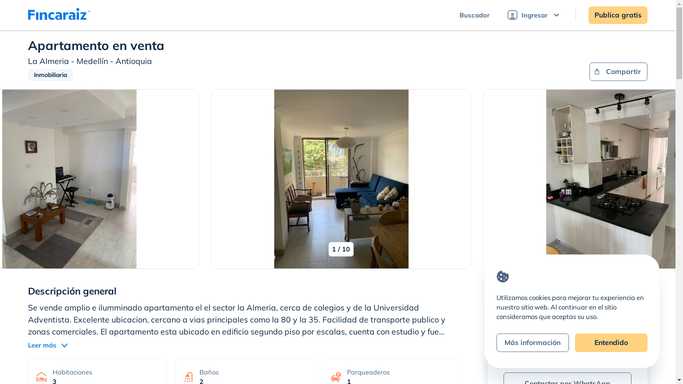 Fincaraiz
Buscador
Ingresar
Publica gratis
Apartamento en venta
La Almeria - Medellín - Antioquia
Inmobiliaria
Compartir
1 / 10
Descripción general
Se vende amplio e ilumminado apartamento el el sector la Almeria, cerca de colegios y de la Universidad
Adventista. Excelente ubicacion, cercano a vias principales como la 80 y la 35. Facilidad de transporte publico y
zonas comerciales. El apartamento esta ubicado en edificio segundo piso por escalas, cuenta con estudio y fue...
Leer más
Habitaciones
3
Baños
2
Parqueaderos
1
Utilizamos cookies para mejorar tu experiencia en
nuestro sitio web. Al continuar en el sitio
consideramos que aceptas su uso.
Más información
Entendido
Contactar por WhatsApp